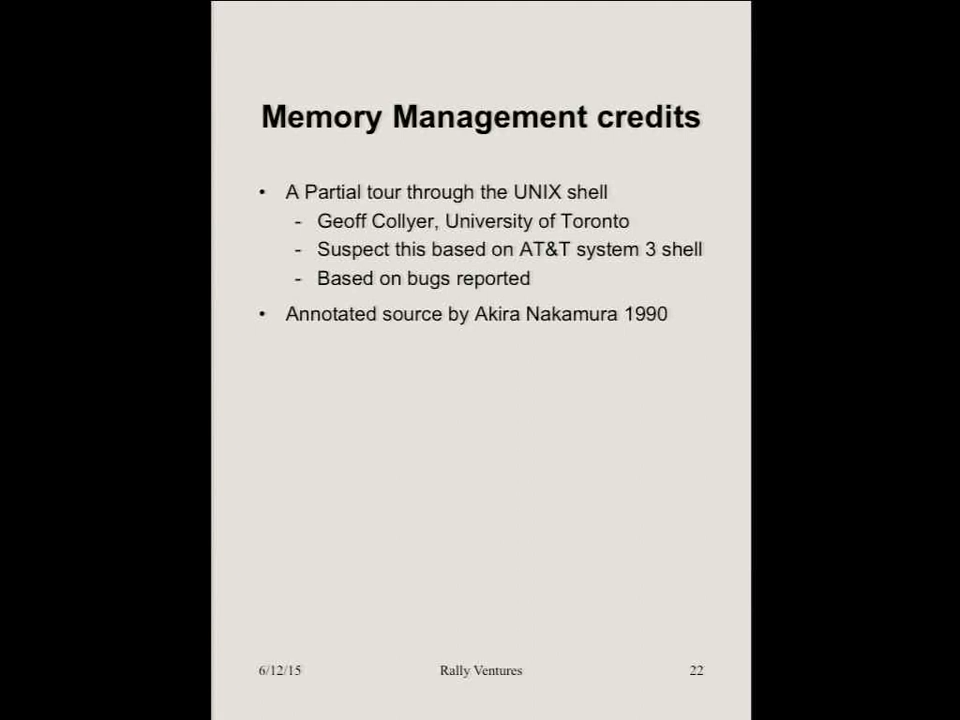 Memory Management credits
• A Partial tour through the UNIX shell
- Geoff Collyer, University of Toronto
- Suspect this based on AT&T system 3 shell
- Based on bugs reported
• Annotated source by Akira Nakamura 1990
6/12/15 Rally Ventures 22